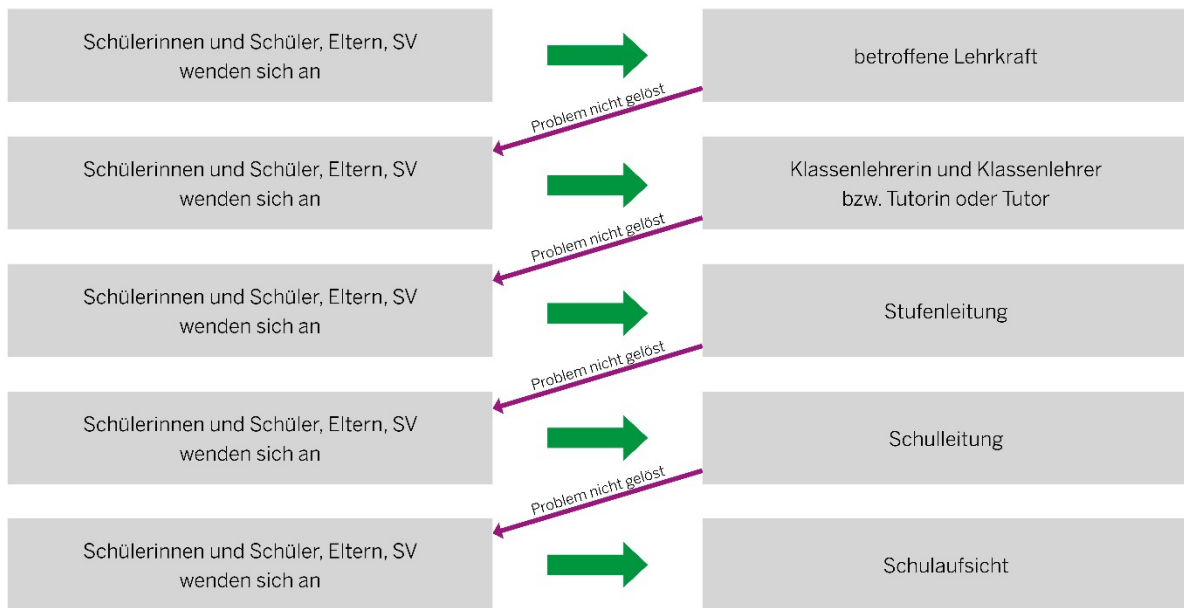 Schülerinnen und Schüler, Eltern, SV
wenden sich an
betroffene Lehrkraft
Problem nicht gelöst
Schülerinnen und Schüler, Eltern, SV
wenden sich an
Klassenlehrerin und Klassenlehrer
bzw. Tutorin oder Tutor
Problem nicht gelöst
Schülerinnen und Schüler, Eltern, SV
wenden sich an
Stufenleitung
Problem nicht gelöst
Schülerinnen und Schüler, Eltern, SV
wenden sich an
Schulleitung
Problem nicht gelöst
Schülerinnen und Schüler, Eltern, SV
wenden sich an
Schulaufsicht